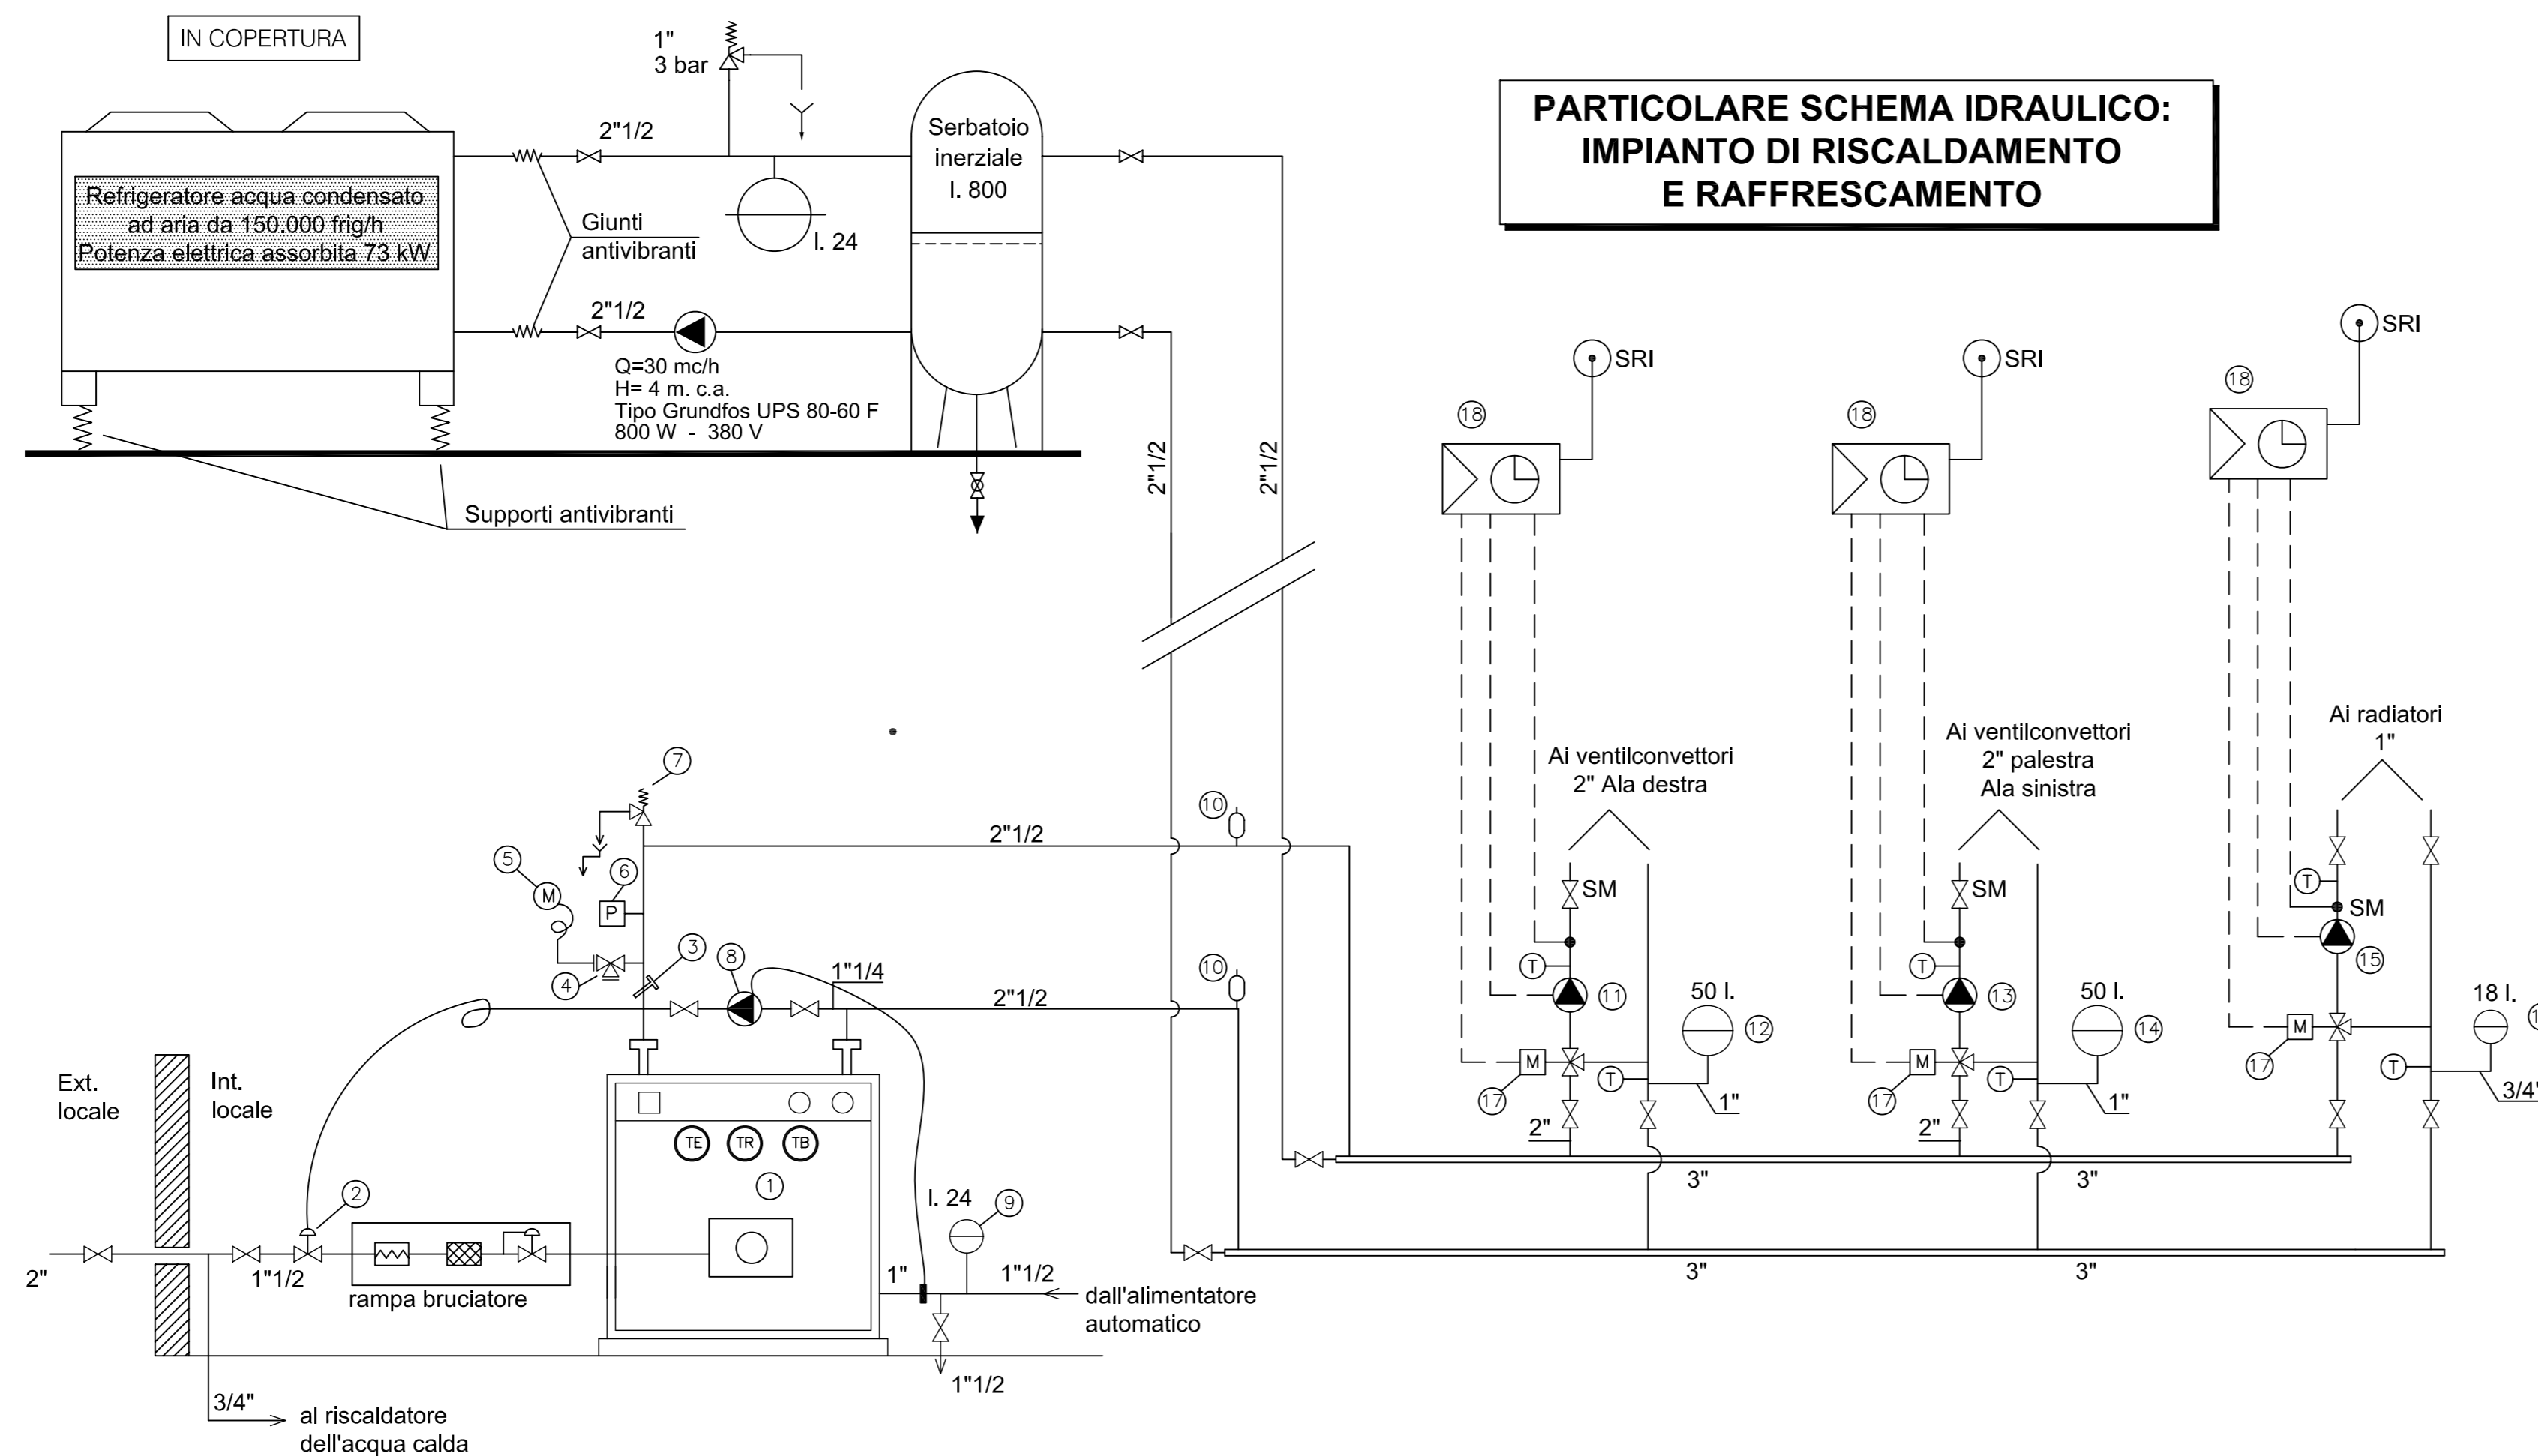 IN COPERTURA
1"
3 bar
2"1/2
Serbatoio
inerziale
l. 800
PARTICOLARE SCHEMA IDRAULICO:
IMPIANTO DI RISCALDAMENTO
E RAFFRESCAMENTO
Refrigeratore acqua condensato
ad aria da 150.000 frig/h
Potenza elettrica assorbita 73 kW
Giunti
antivibranti
l. 24
2"1/2
Q=30 mc/h
H= 4 m. c.a.
Tipo Grundfos UPS 80-60 F
800 W - 380 V
Supporti antivibranti
2"1/2
2"1/2
SRI
SRI
SRI
18
18
18
Ai ventilconvettori
2" Ala destra
Ai ventilconvettori
2" palestra
Ala sinistra
Ai radiatori
1"
7
5
M
6
P
4
3
8
1"1/4
2"1/2
10
2"1/2
10
SM
T
11
50 l.
12
M
17
T
1"
2"
SM
T
13
50 l.
14
M
17
T
1"
2"
T
SM
15
18 l.
M
17
T
3/4"
3"
3"
3"
3"
Ext.
locale
Int.
locale
TE
TR
TB
1
2
2"
1"1/2
rampa bruciatore
l. 24
9
1"
1"1/2
dall'alimentatore
automatico
1"1/2
3/4"
al riscaldatore
dell'acqua calda